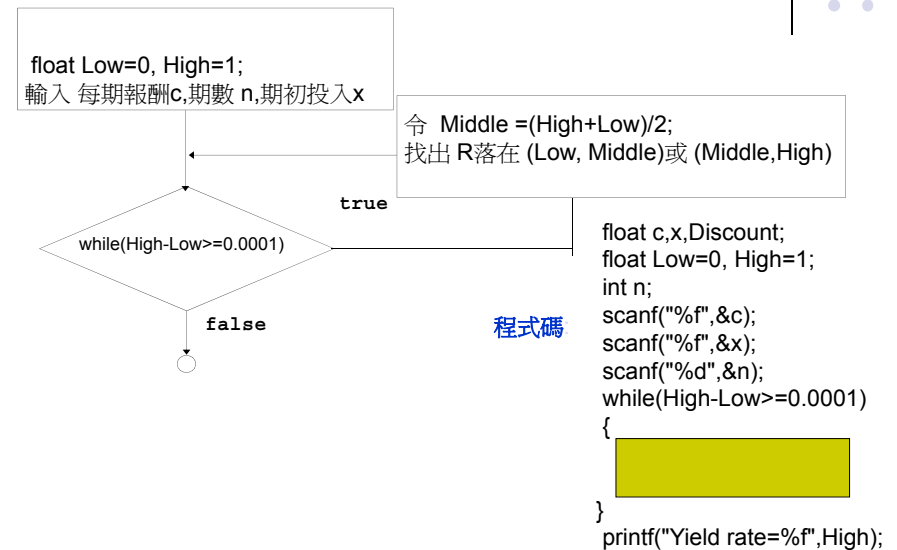 float Low=0, High=1;
輸入 每期報酬c,期數 n,期初投入x
令 Middle =(High+Low)/2;
找出 R落在 (Low, Middle)或 (Middle,High)
true
while(High-Low>=0.0001)
false
程式碼
float c,x,Discount;
float Low=0, High=1;
int n;
scanf("%f",&c);
scanf("%f",&x);
scanf("%d",&n);
while(High-Low>=0.0001)
{
}
printf("Yield rate=%f",High);